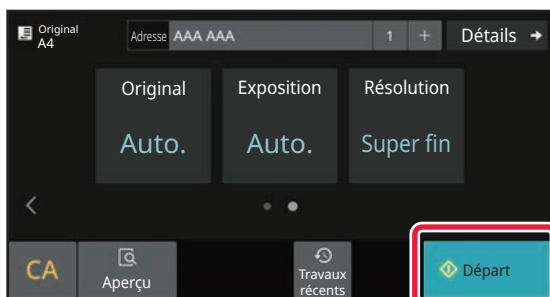 Original
A4
Adresse AAA AAA 1 + Détails
Original Exposition Résolution
Auto. Auto. Super fin
CA Aperçu Travaux récents Départ